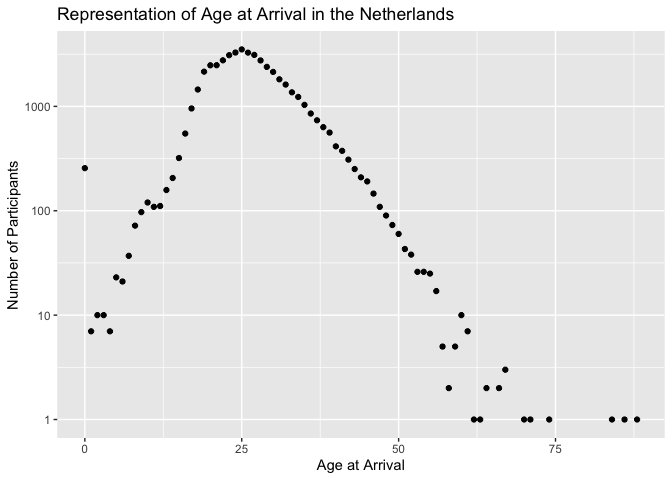 Representation of Age at Arrival in the Netherlands
Number of Participants
1000
100
10
1
0
25
50
75
Age at Arrival